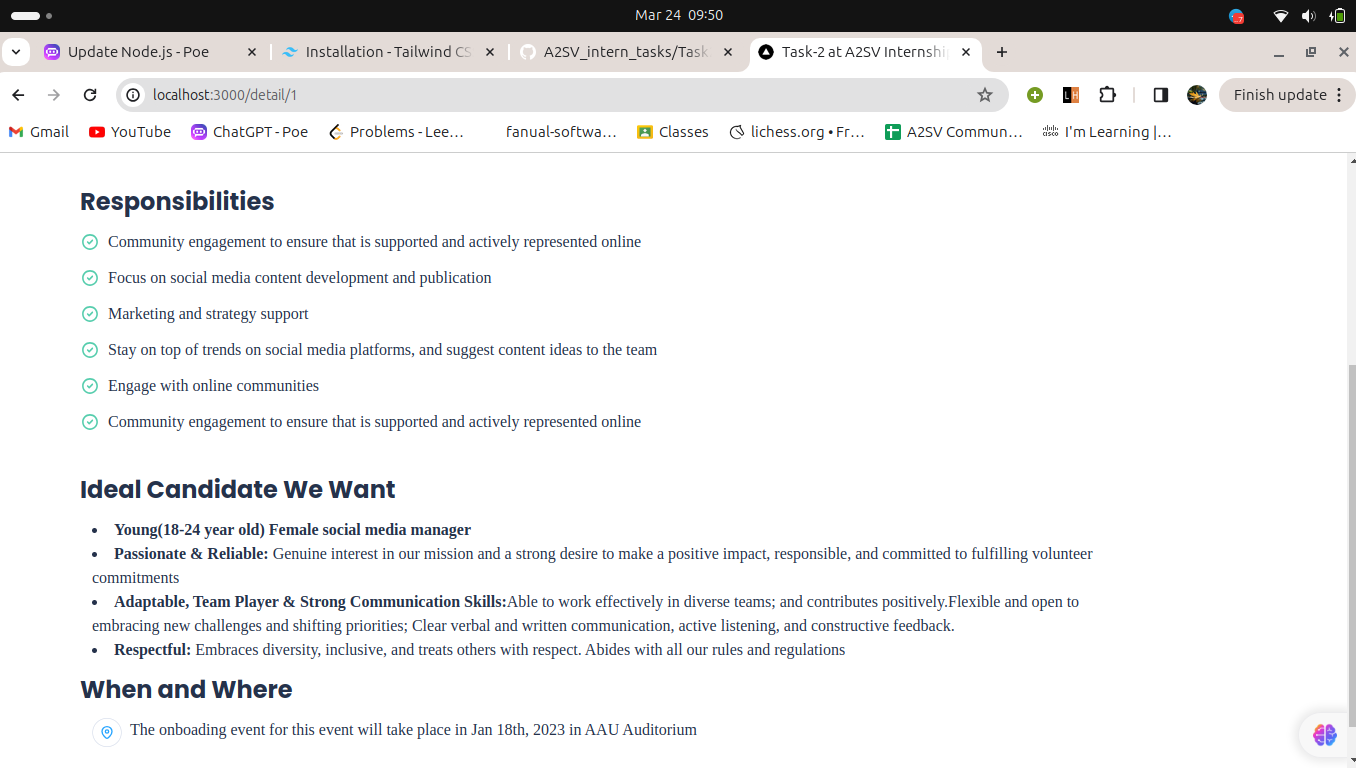 Mar 24 09:50
Update Node.js - Poe
Installation - Tailwind CS
A2SV_intern_tasks/Task
Task-2 at A2SV Internship
localhost:3000/detail/1
Finish update
Gmail
YouTube
ChatGPT - Poe
Problems - Lee...
fanual-softwa...
Classes
lichess.org • Fr...
A2SV Commun...
I'm Learning |...
Responsibilities
Community engagement to ensure that is supported and actively represented online
Focus on social media content development and publication
Marketing and strategy support
Stay on top of trends on social media platforms, and suggest content ideas to the team
Engage with online communities
Community engagement to ensure that is supported and actively represented online
Ideal Candidate We Want
• Young(18-24 year old) Female social media manager
• Passionate & Reliable: Genuine interest in our mission and a strong desire to make a positive impact, responsible, and committed to fulfilling volunteer
commitments
• Adaptable, Team Player & Strong Communication Skills:Able to work effectively in diverse teams; and contributes positively.Flexible and open to
embracing new challenges and shifting priorities; Clear verbal and written communication, active listening, and constructive feedback.
• Respectful: Embraces diversity, inclusive, and treats others with respect. Abides with all our rules and regulations
When and Where
The onboading event for this event will take place in Jan 18th, 2023 in AAU Auditorium